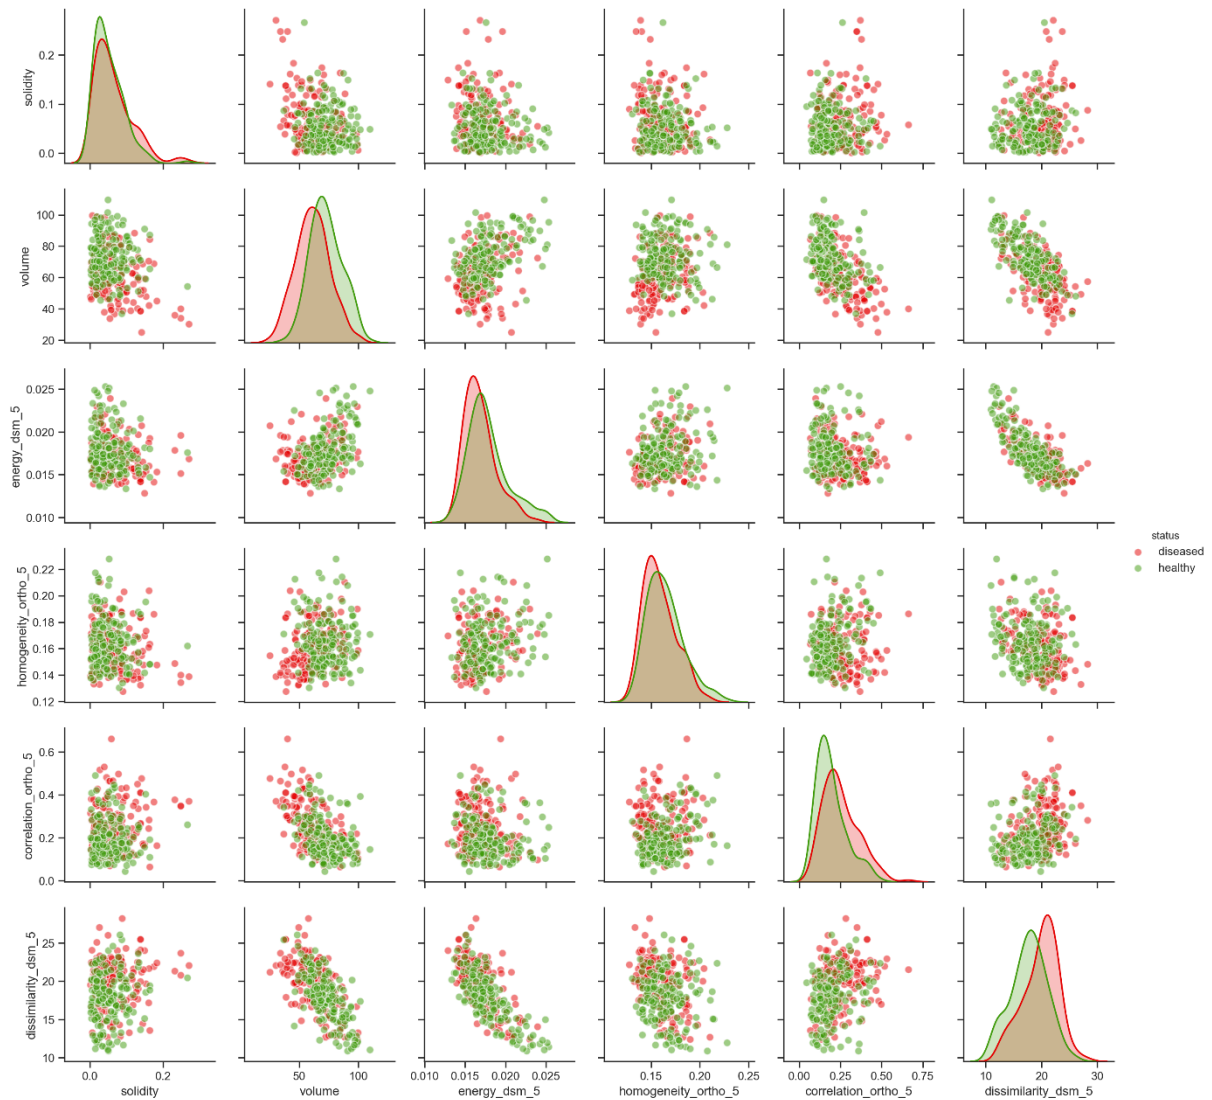 solidity
0.2
0.1
0.0
volume
100
80
60
40
20
energy_dsm_5
0.025
0.020
0.015
0.010
status
diseased
healthy
homogeneity_ortho_5
0.22
0.20
0.18
0.16
0.14
0.12
correlation_ortho_5
0.6
0.4
0.2
0.0
dissimilarity_dsm_5
25
20
15
10
0.0 0.2 50 100 0.010 0.015 0.020 0.025 0.15 0.20 0.25 0.00 0.25 0.50 0.75 10 20 30
solidity volume energy_dsm_5 homogeneity_ortho_5 correlation_ortho_5 dissimilarity_dsm_5